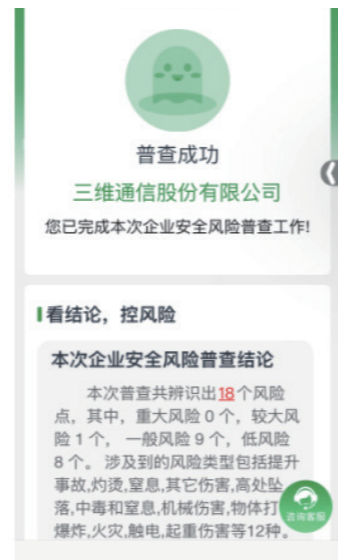 普查成功
三维通信股份有限公司
您已完成本次企业安全风险普查工作!
看结论，控风险
本次企业安全风险普查结论
本次普查共辨识出18个风险
点，其中，重大风险 0 个，较大风
险 1 个， 一般风险 9 个，低风险
8 个。 涉及到的风险类型包括提升
事故,灼烫,窒息,其它伤害,高处坠
落,中毒和窒息,机械伤害,物体打
爆炸,火灾,触电,起重伤害等12种。
咨询客服